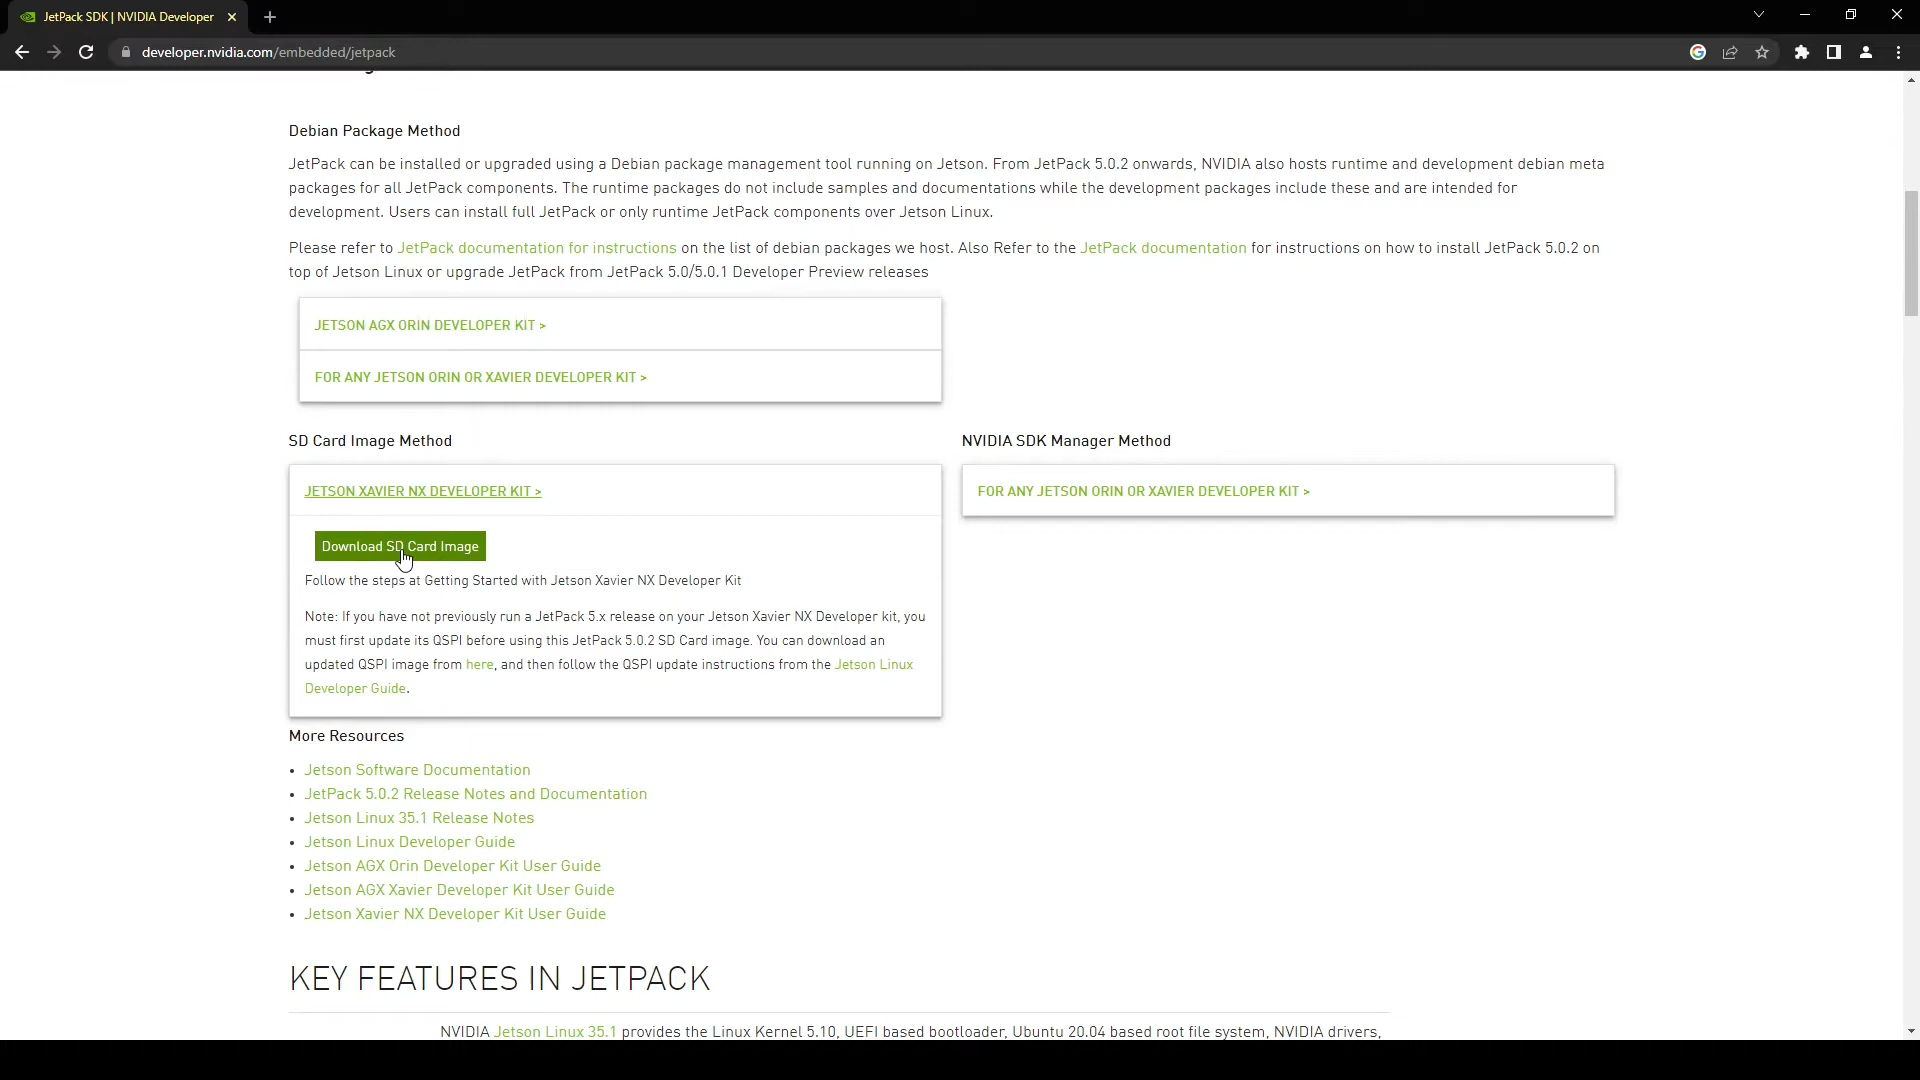 JetPack SDK | NVIDIA Developer
developer.nvidia.com/embedded/jetpack
Debian Package Method
JetPack can be installed or upgraded using a Debian package management tool running on Jetson. From JetPack 5.0.2 onwards, NVIDIA also hosts runtime and development debian meta
packages for all JetPack components. The runtime packages do not include samples and documentations while the development packages include these and are intended for
development. Users can install full JetPack or only runtime JetPack components over Jetson Linux.
Please refer to JetPack documentation for instructions on the list of debian packages we host. Also Refer to the JetPack documentation for instructions on how to install JetPack 5.0.2 on
top of Jetson Linux or upgrade JetPack from JetPack 5.0/5.0.1 Developer Preview releases
JETSON AGX ORIN DEVELOPER KIT >
FOR ANY JETSON ORIN OR XAVIER DEVELOPER KIT >
SD Card Image Method
JETSON XAVIER NX DEVELOPER KIT >
Download SD Card Image
Follow the steps at Getting Started with Jetson Xavier NX Developer Kit
Note: If you have not previously run a JetPack 5.x release on your Jetson Xavier NX Developer kit, you
must first update its QSPI before using this JetPack 5.0.2 SD Card image. You can download an
updated QSPI image from here, and then follow the QSPI update instructions from the Jetson Linux
Developer Guide.
NVIDIA SDK Manager Method
FOR ANY JETSON ORIN OR XAVIER DEVELOPER KIT >
More Resources
• Jetson Software Documentation
• JetPack 5.0.2 Release Notes and Documentation
• Jetson Linux 35.1 Release Notes
• Jetson Linux Developer Guide
• Jetson AGX Orin Developer Kit User Guide
• Jetson AGX Xavier Developer Kit User Guide
• Jetson Xavier NX Developer Kit User Guide
KEY FEATURES IN JETPACK
NVIDIA Jetson Linux 35.1 provides the Linux Kernel 5.10, UEFI based bootloader, Ubuntu 20.04 based root file system, NVIDIA drivers,